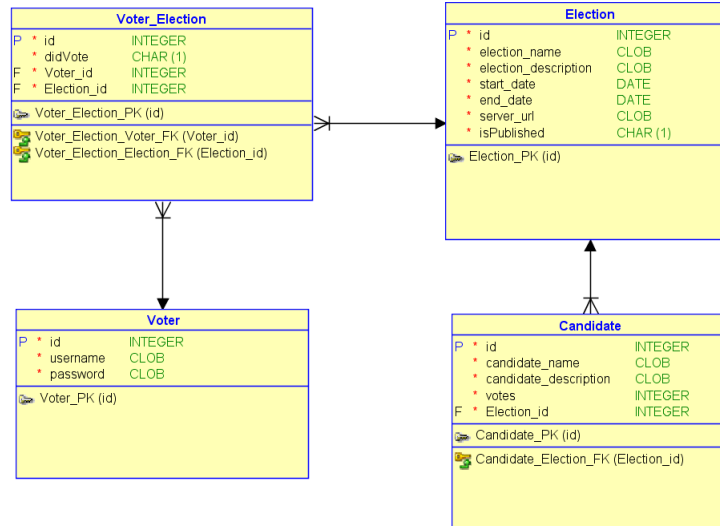 Voter_Election
P * id INTEGER
* didVote CHAR (1)
F * Voter_id INTEGER
F * Election_id INTEGER
Voter_Election_PK (id)
Voter_Election_Voter_FK (Voter_id)
Voter_Election_Election_FK (Election_id)
Election
P * id INTEGER
* election_name CLOB
* election_description CLOB
* start_date DATE
* end_date DATE
* server_url CLOB
* isPublished CHAR (1)
Election_PK (id)
Voter
P * id INTEGER
* username CLOB
* password CLOB
Voter_PK (id)
Candidate
P * id INTEGER
* candidate_name CLOB
* candidate_description CLOB
* votes INTEGER
F * Election_id INTEGER
Candidate_PK (id)
Candidate_Election_FK (Election_id)